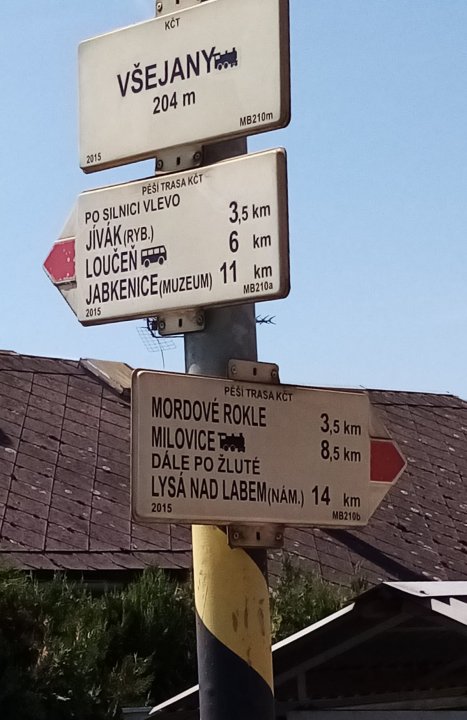 KČT
VŠEJANY
204 m
2015 MB210m
PĚŠÍ TRASA KČT
PO SILNICI VLEVO
JÍVÁK (RYB.) 3,5 km
LOUČEŇ 6 km
JABKENICE (MUZEUM) 11 km
2015 MB210a
PĚŠÍ TRASA KČT
MORDOVÉ ROKLE 3,5 km
MILOVICE 8,5 km
DÁLE PO ŽLUTÉ
LYSÁ NAD LABEM (NÁM.) 14 km
2015 MB210b